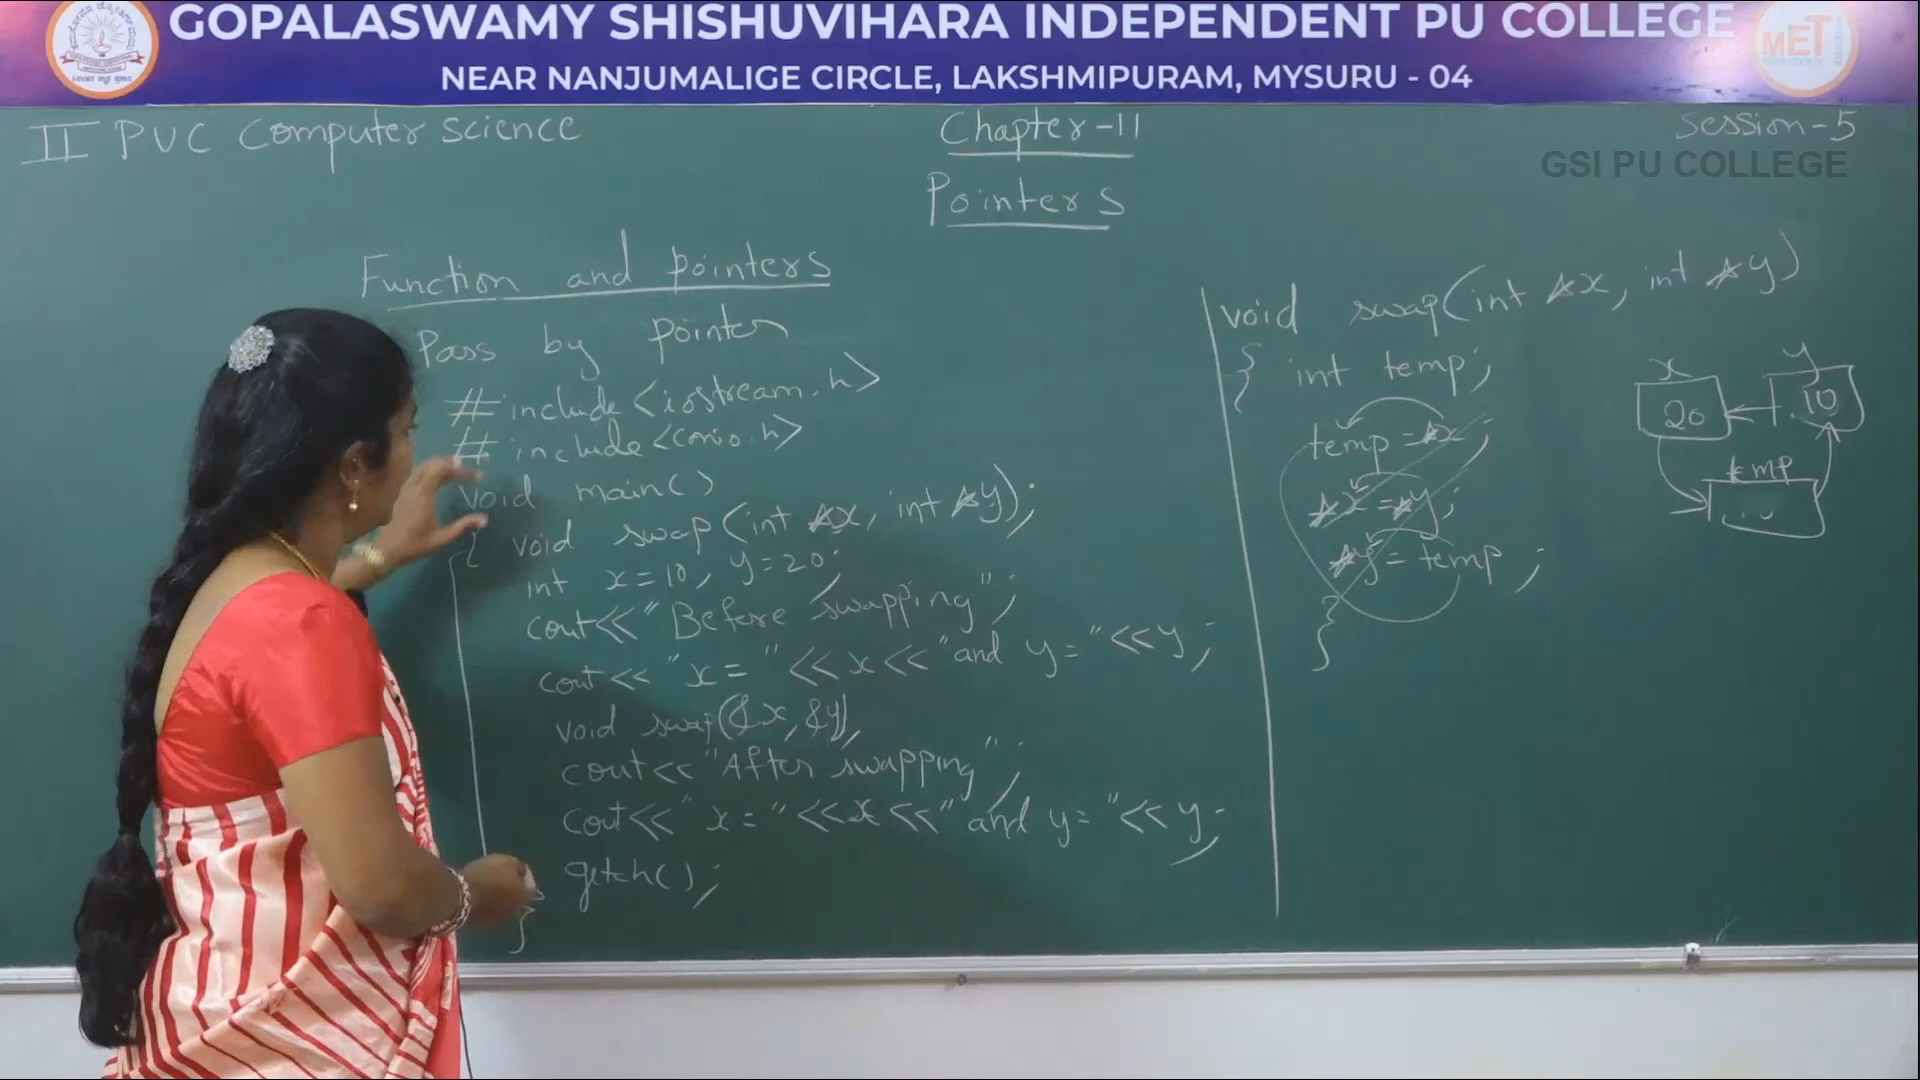 GOPALASWAMY SHISHUVIHARA INDEPENDENT PU COLLEGE
NEAR NANJUMALIGE CIRCLE, LAKSHMIPURAM, MYSURU - 04
MET
II PUC Computer Science
Chapter-11
Session-5
GSI PU COLLEGE
Pointers
Function and pointers
Pass by pointer
#include <iostream.h>
#include <conio.h>
void main()
{ void swap (int *x, int *y);
int x=10, y=20;
cout<<"Before swapping";
cout<<"x="<<x<<"and y="<<y;
void swap(&x, &y),
cout<<"After swapping";
cout<<"x="<<x<<" and y="<<y;
getch();
}
void swap(int *x, int *y)
{ int temp;
temp=*x;
*x=*y;
*y=temp;
}
x y
20 10
temp